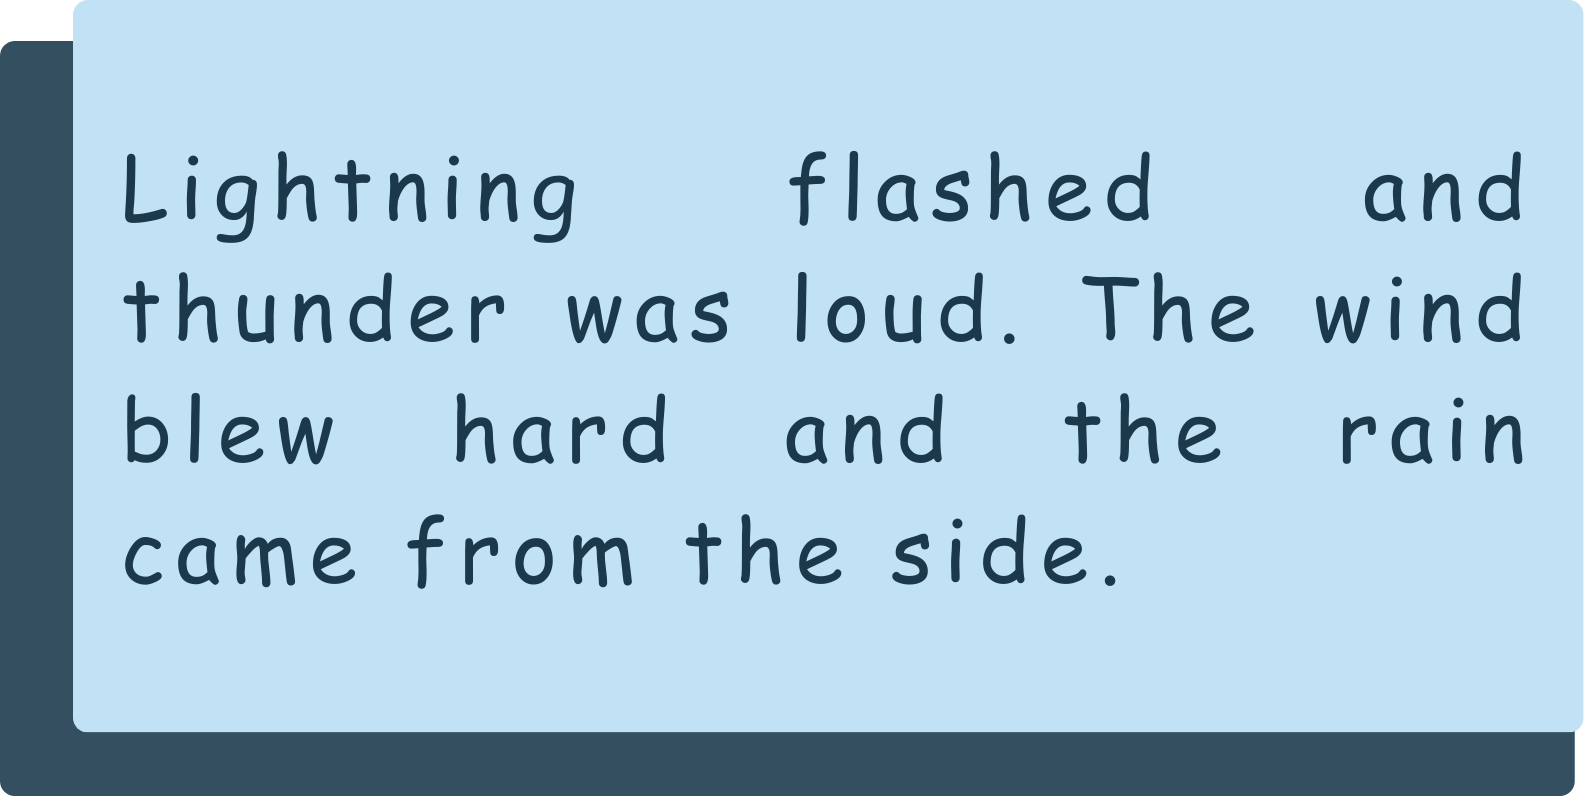 Lightning flashed and
thunder was loud. The wind
blew hard and the rain
came from the side.